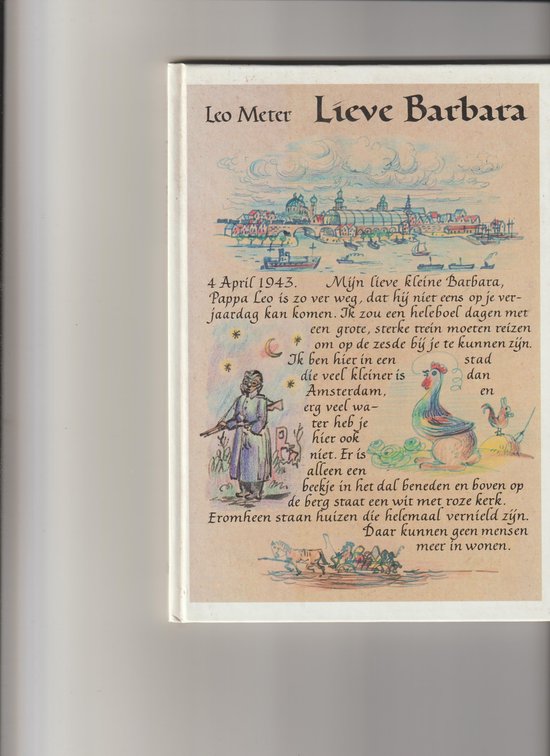 Leo Meter Lieve Barbara
4 April 1943. Mijn lieve kleine Barbara,
Pappa Leo is zo ver weg, dat hij niet eens op je ver-
jaardag kan komen. Ik zou een heleboel dagen met
een grote, sterke trein moeten reizen
om op de zesde bij je te kunnen zijn.
Ik ben hier in een stad
die veel kleiner is dan
Amsterdam, en
erg veel wa-
ter heb je
hier ook
niet. Er is
alleen een
beekje in het dal beneden en boven op
de berg staat een wit met roze kerk.
Eromheen staan huizen die helemaal vernield zijn.
Daar kunnen geen mensen
meer in wonen.